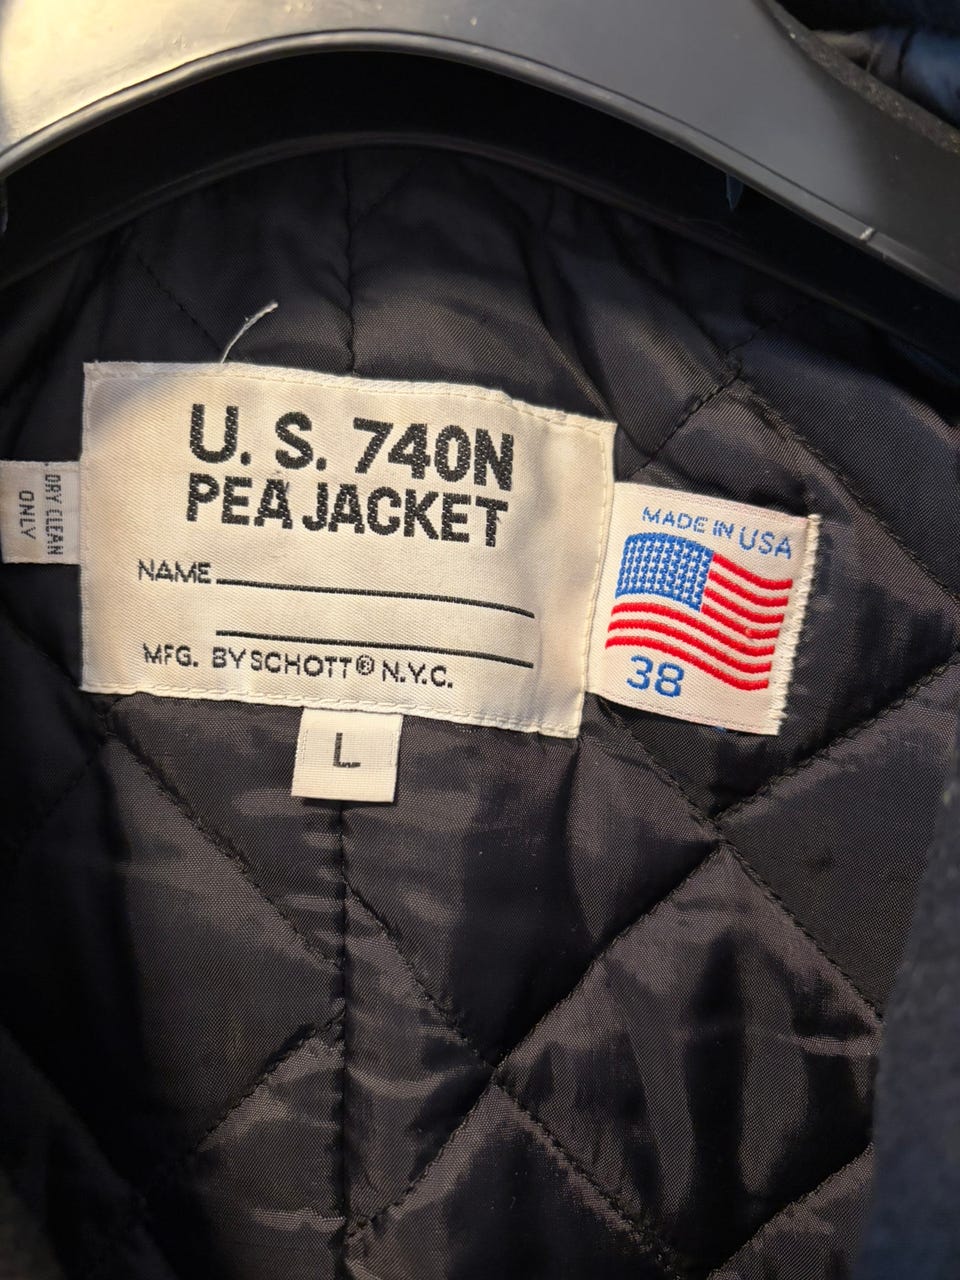 U. S. 740N
PEA JACKET
NAME
MFG. BY SCHOTT® N.Y.C.
DRY CLEAN
ONLY
MADE IN USA
38
L